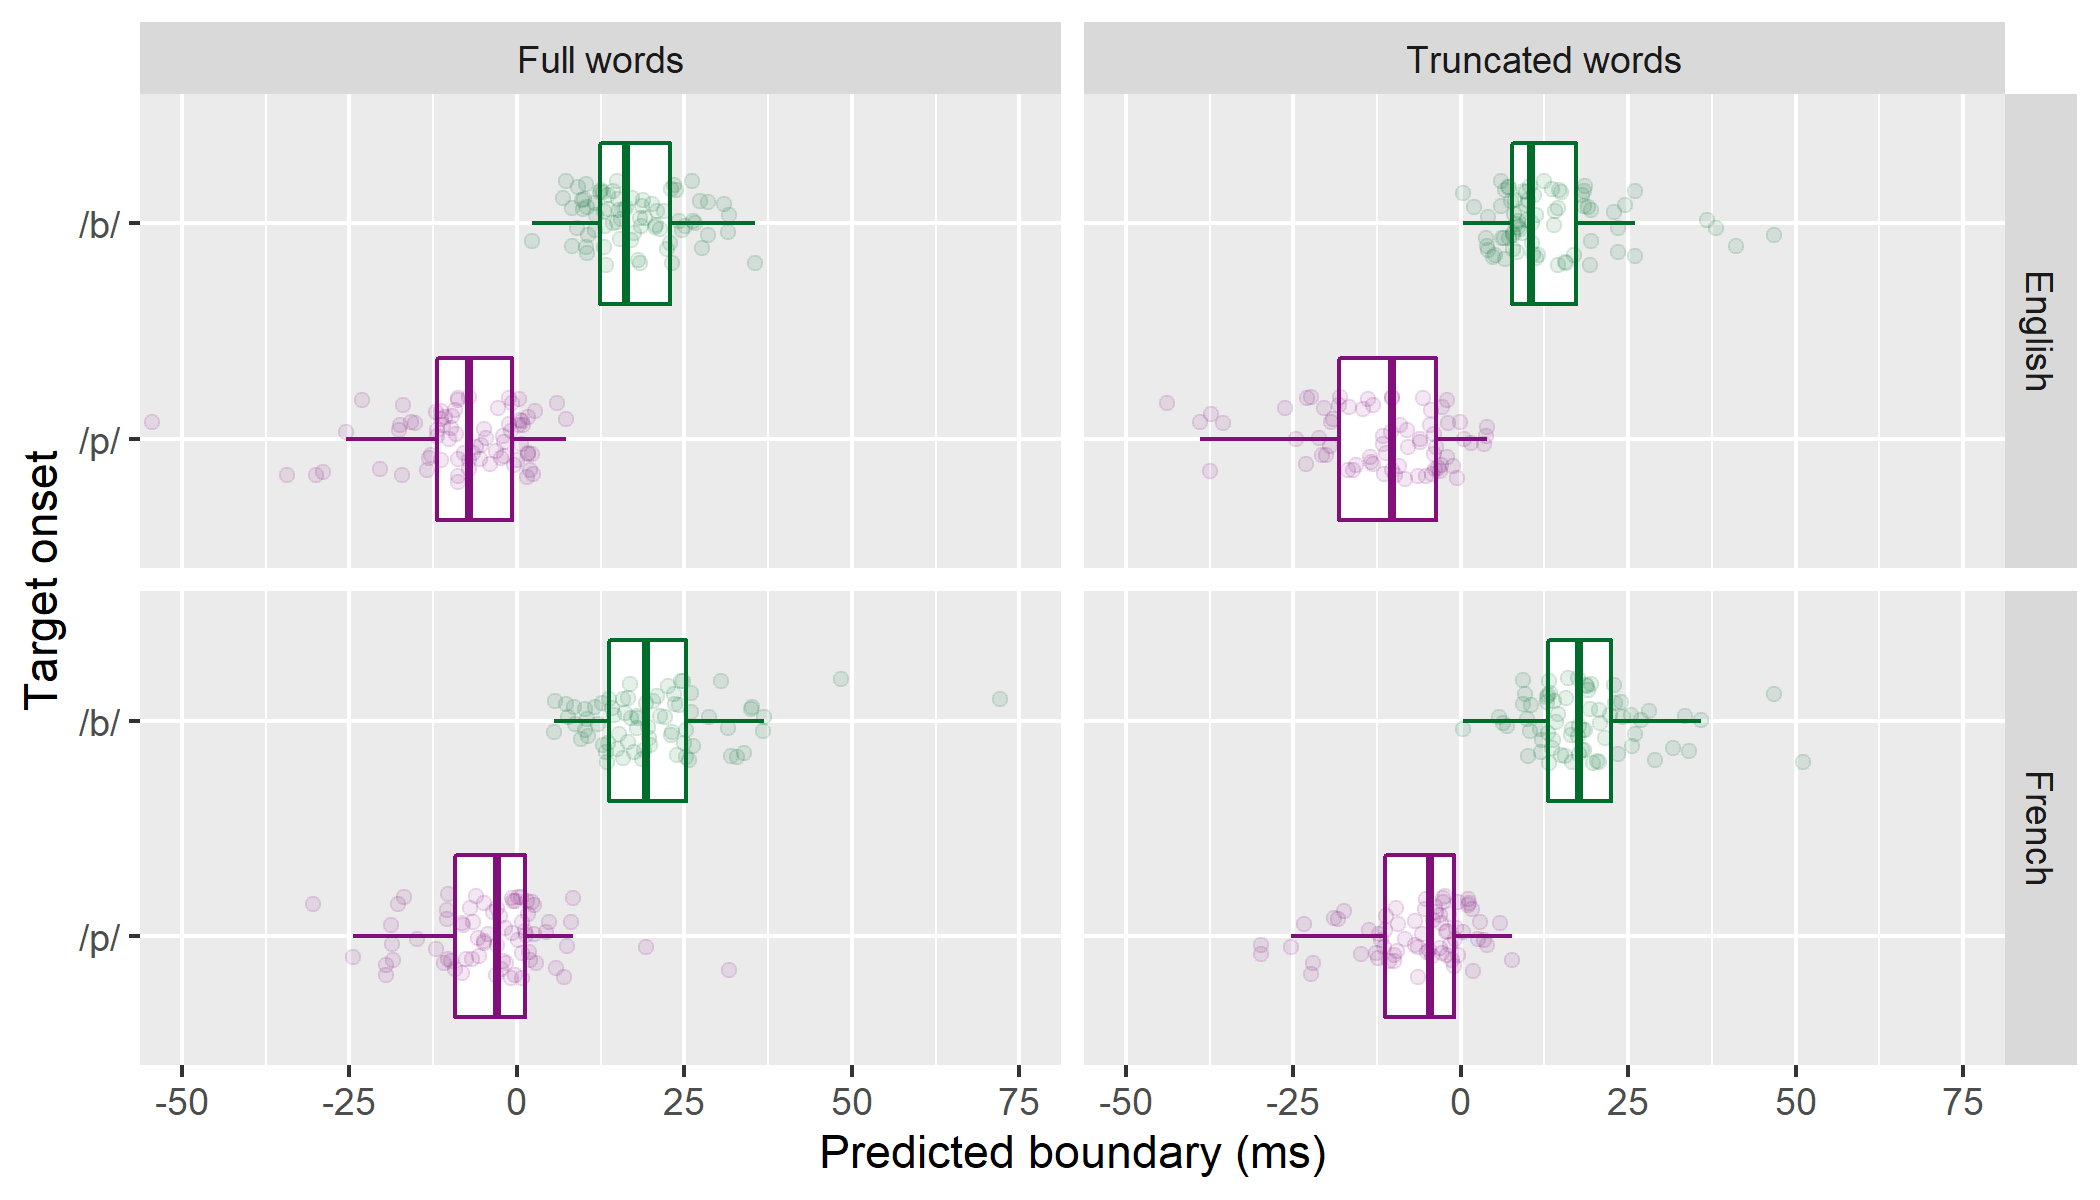 Full words
Truncated words
/b/
/p/
English
Target onset
/b/
/p/
French
-50 -25 0 25 50 75
-50 -25 0 25 50 75
Predicted boundary (ms)